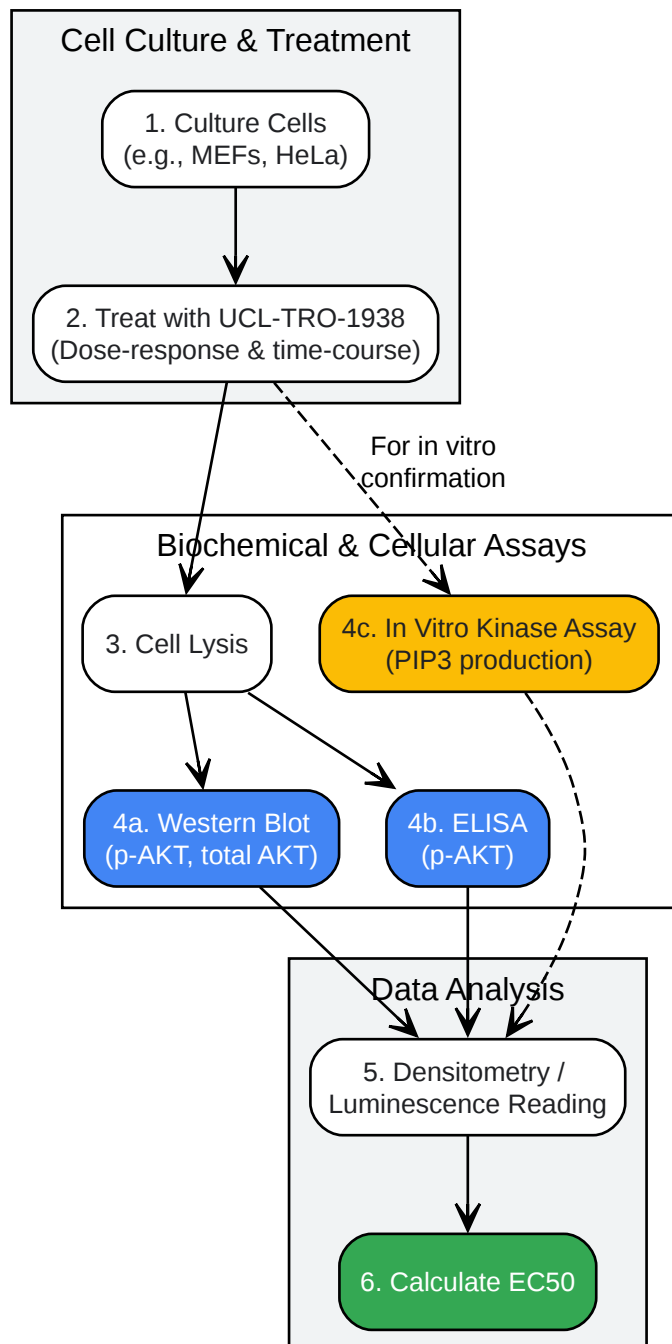 Cell Culture & Treatment
1. Culture Cells
(e.g., MEFs, HeLa)
2. Treat with UCL-TRO-1938
(Dose-response & time-course)
For in vitro
confirmation
Biochemical & Cellular Assays
3. Cell Lysis
4c. In Vitro Kinase Assay
(PIP3 production)
4a. Western Blot
(p-AKT, total AKT)
4b. ELISA
(p-AKT)
Data Analysis
5. Densitometry /
Luminescence Reading
6. Calculate EC50